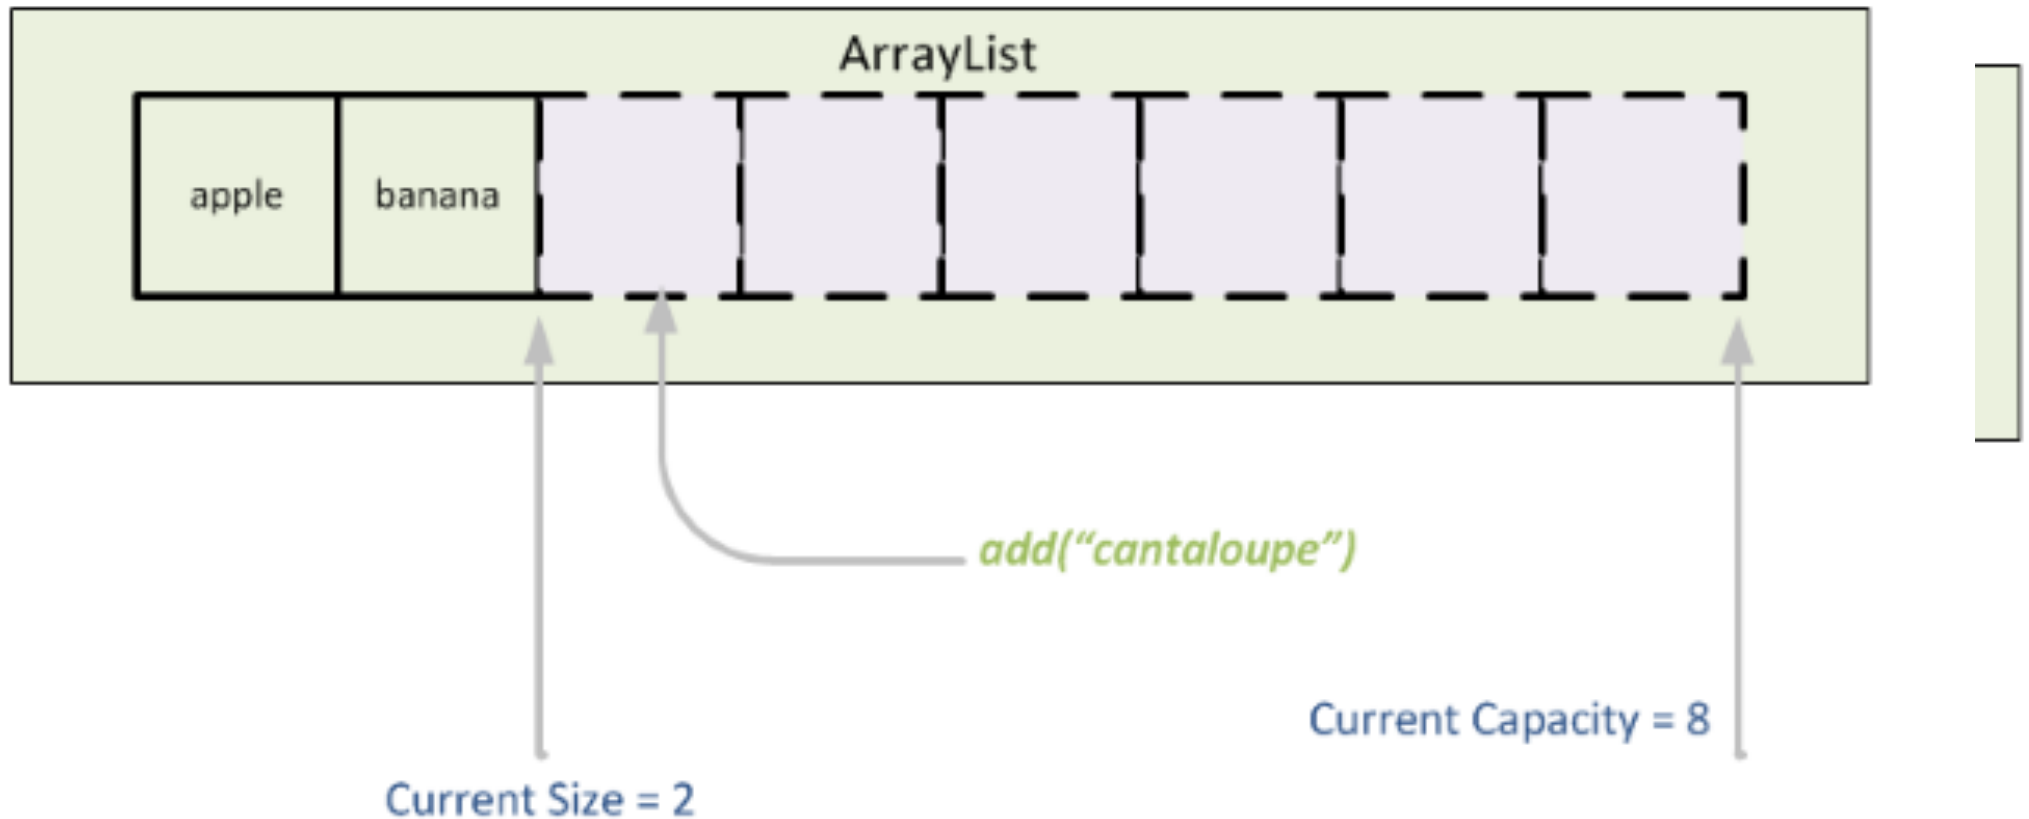 ArrayList
apple
banana
add(“cantaloupe”)
Current Capacity = 8
Current Size = 2